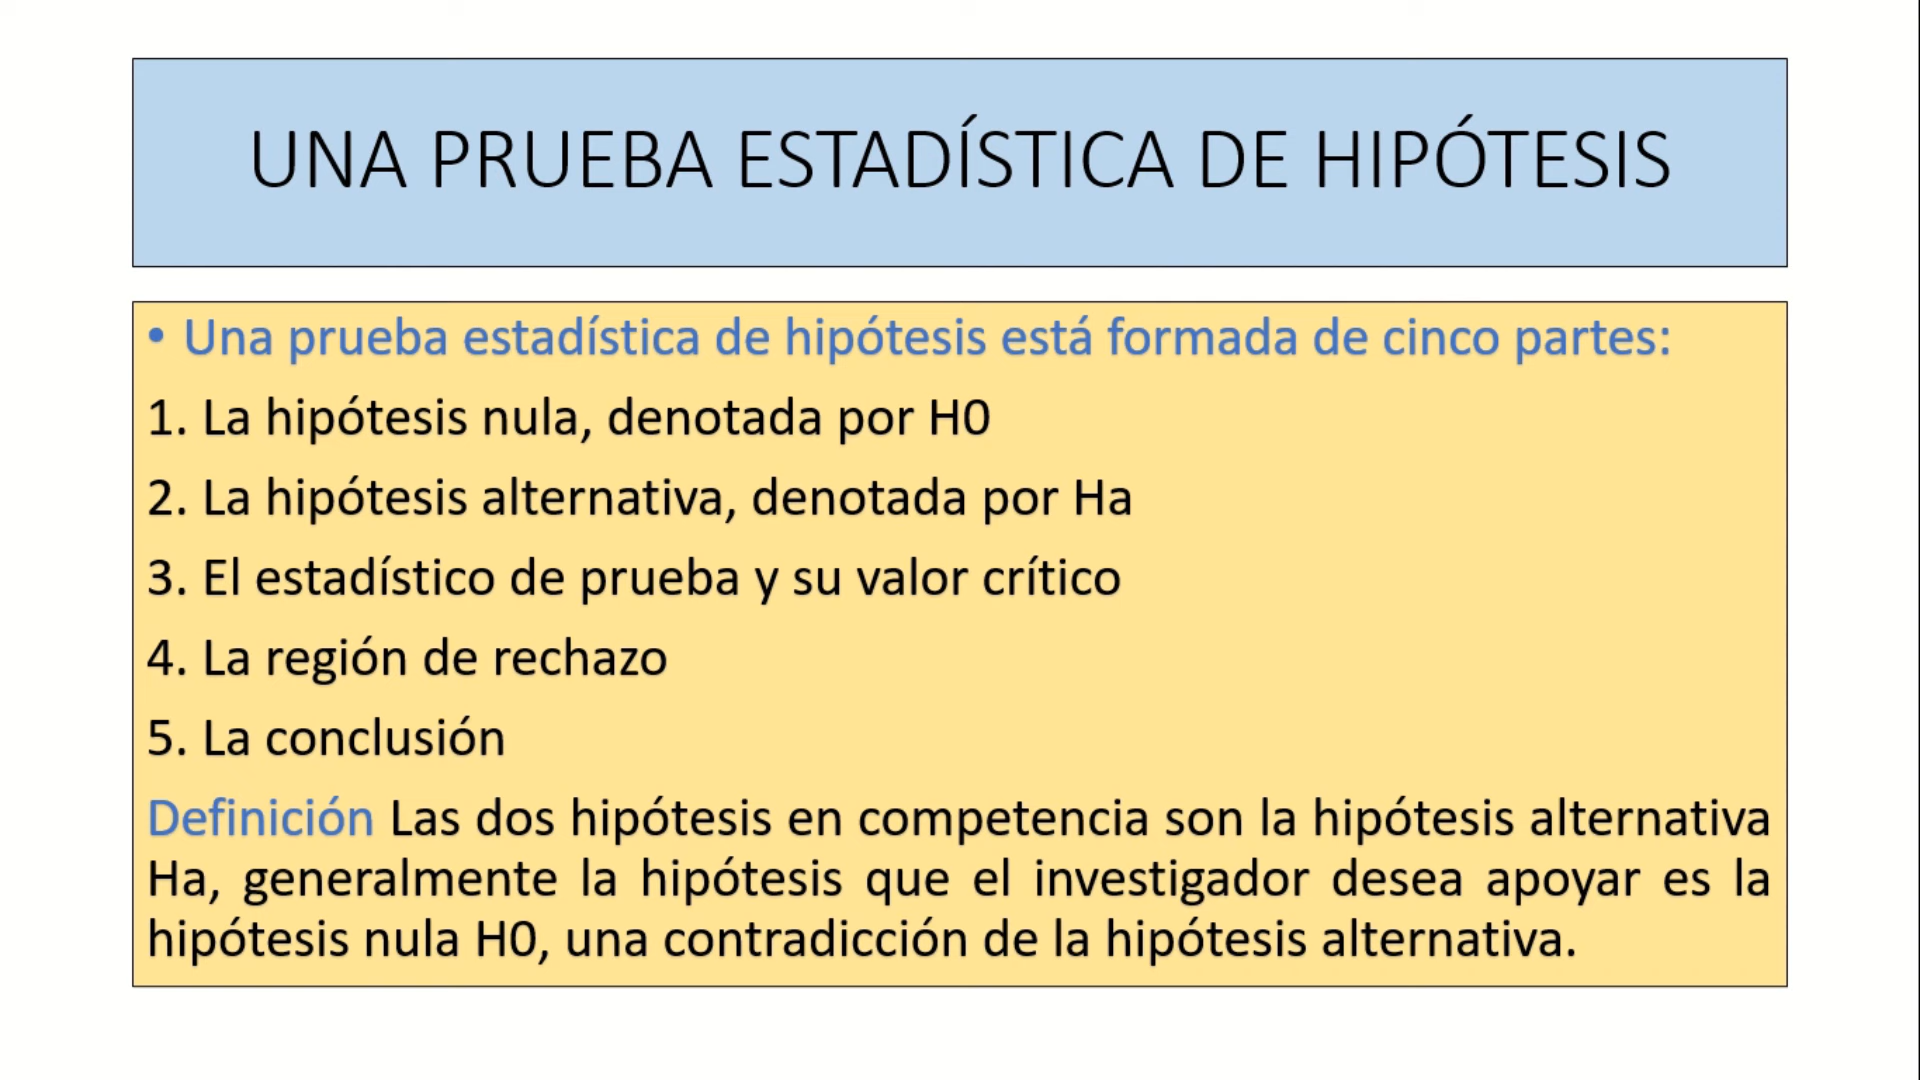 UNA PRUEBA ESTADÍSTICA DE HIPÓTESIS
• Una prueba estadística de hipótesis está formada de cinco partes:
1. La hipótesis nula, denotada por H0
2. La hipótesis alternativa, denotada por Ha
3. El estadístico de prueba y su valor crítico
4. La región de rechazo
5. La conclusión
Definición Las dos hipótesis en competencia son la hipótesis alternativa
Ha, generalmente la hipótesis que el investigador desea apoyar es la
hipótesis nula H0, una contradicción de la hipótesis alternativa.